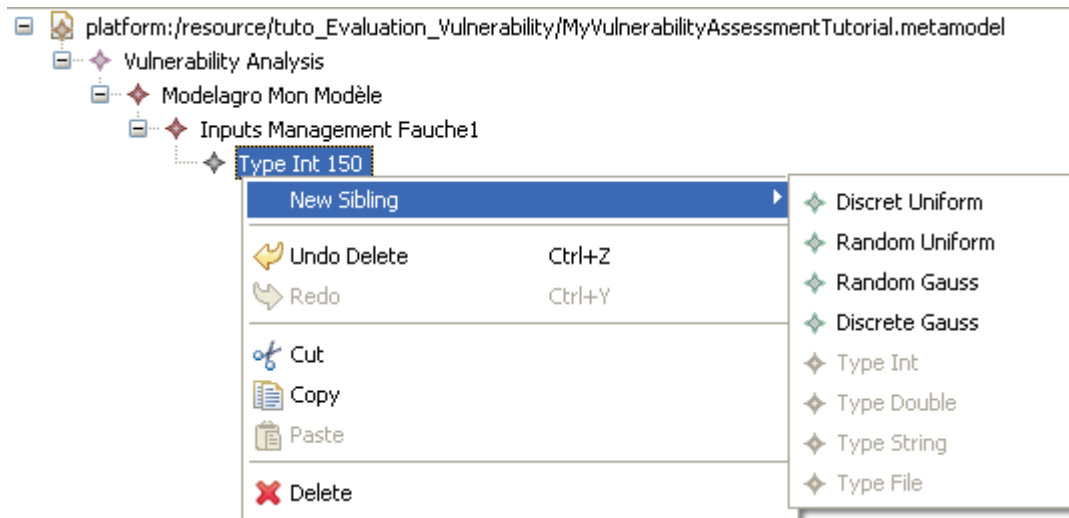 platform:/resource/tuto_Evaluation_Vulnerability/MyVulnerabilityAssessmentTutorial.metamodel
Vulnerability Analysis
Modelagro Mon Modèle
Inputs Management Fauche1
Type Int 150
New Sibling
Undo Delete Ctrl+Z
Redo Ctrl+Y
Cut
Copy
Paste
Delete
Discret Uniform
Random Uniform
Random Gauss
Discrete Gauss
Type Int
Type Double
Type String
Type File